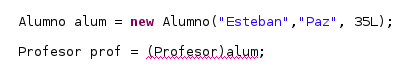 Alumno alum = new Alumno("Esteban","Paz", 35L);
Profesor prof = (Profesor)alum;